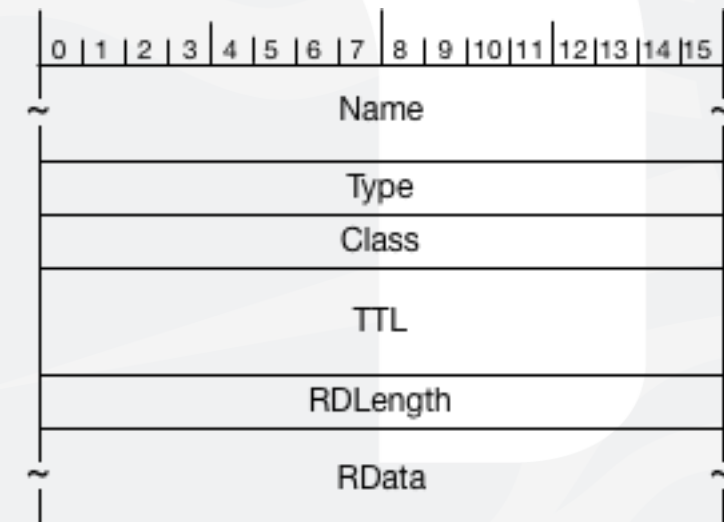 0 1 2 3 4 5 6 7 8 9 10 11 12 13 14 15
~ Name ~
Type
Class
TTL
RDLength
~ RData ~